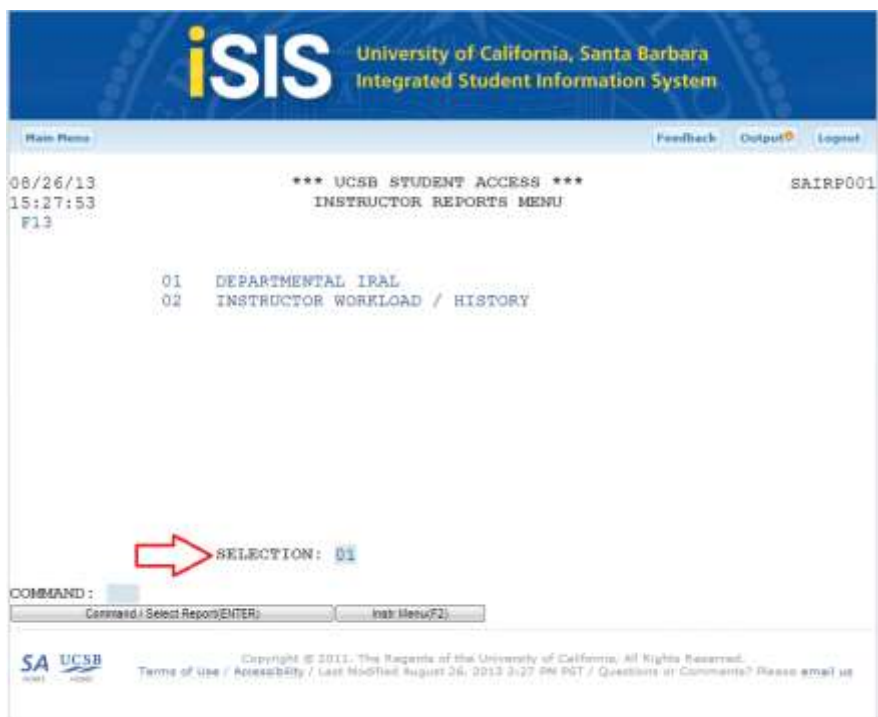 iSIS University of California, Santa Barbara
Integrated Student Information System
Main Menu Feedback Output Logout
08/26/13 *** UCSB STUDENT ACCESS *** SAIRP001
15:27:53 INSTRUCTOR REPORTS MENU
F13
01 DEPARTMENTAL IRAL
02 INSTRUCTOR WORKLOAD / HISTORY
SELECTION: 01
COMMAND:
Command / Select Report(ENTER) Instr Menu(F2)
SA UCSB Copyright © 2011. The Regents of the University of California, All Rights Reserved.
Terms of Use / Accessibility / Last Modified August 26, 2013 3:27 PM PST / Questions or Comments? Please email us